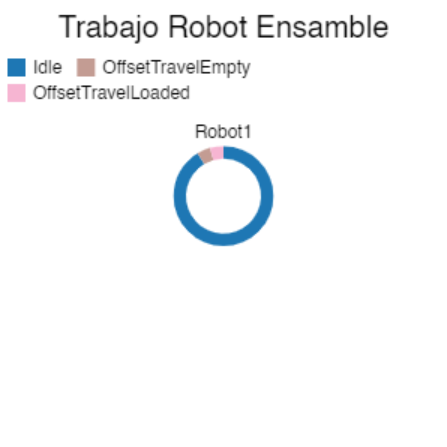 Trabajo Robot Ensamble
Idle OffsetTravelEmpty
OffsetTravelLoaded
Robot1